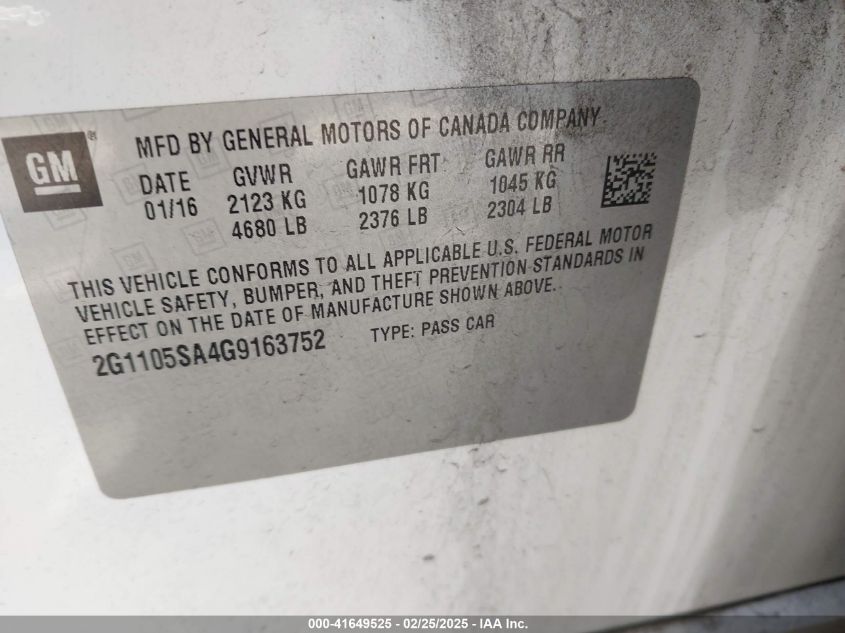 GM®
MFD BY GENERAL MOTORS OF CANADA COMPANY
DATE GVWR GAWR FRT GAWR RR
01/16 2123 KG 1078 KG 1045 KG
4680 LB 2376 LB 2304 LB
THIS VEHICLE CONFORMS TO ALL APPLICABLE U.S. FEDERAL MOTOR
VEHICLE SAFETY, BUMPER, AND THEFT PREVENTION STANDARDS IN
EFFECT ON THE DATE OF MANUFACTURE SHOWN ABOVE.
2G1105SA4G9163752 TYPE: PASS CAR
000-41649525 - 02/25/2025 - IAA Inc.